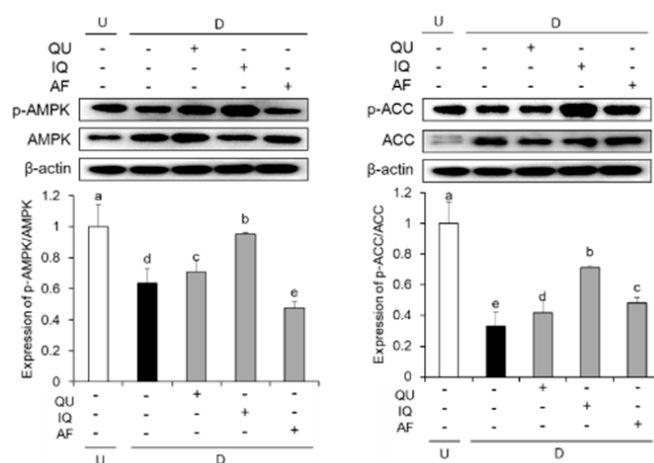 U D
QU - - + - -
IQ - - - + -
AF - - - - +
p-AMPK
AMPK
β-actin
Expression of p-AMPK/AMPK
1.2
1
0.8
0.6
0.4
0.2
0
a
d
c
b
e
QU - - + - -
IQ - - - + -
AF - - - - +
U D
U D
QU - - + - -
IQ - - - + -
AF - - - - +
p-ACC
ACC
β-actin
Expression of p-ACC/ACC
1.2
1
0.8
0.6
0.4
0.2
0
a
e
d
b
c
QU - - + - -
IQ - - - + -
AF - - - - +
U D